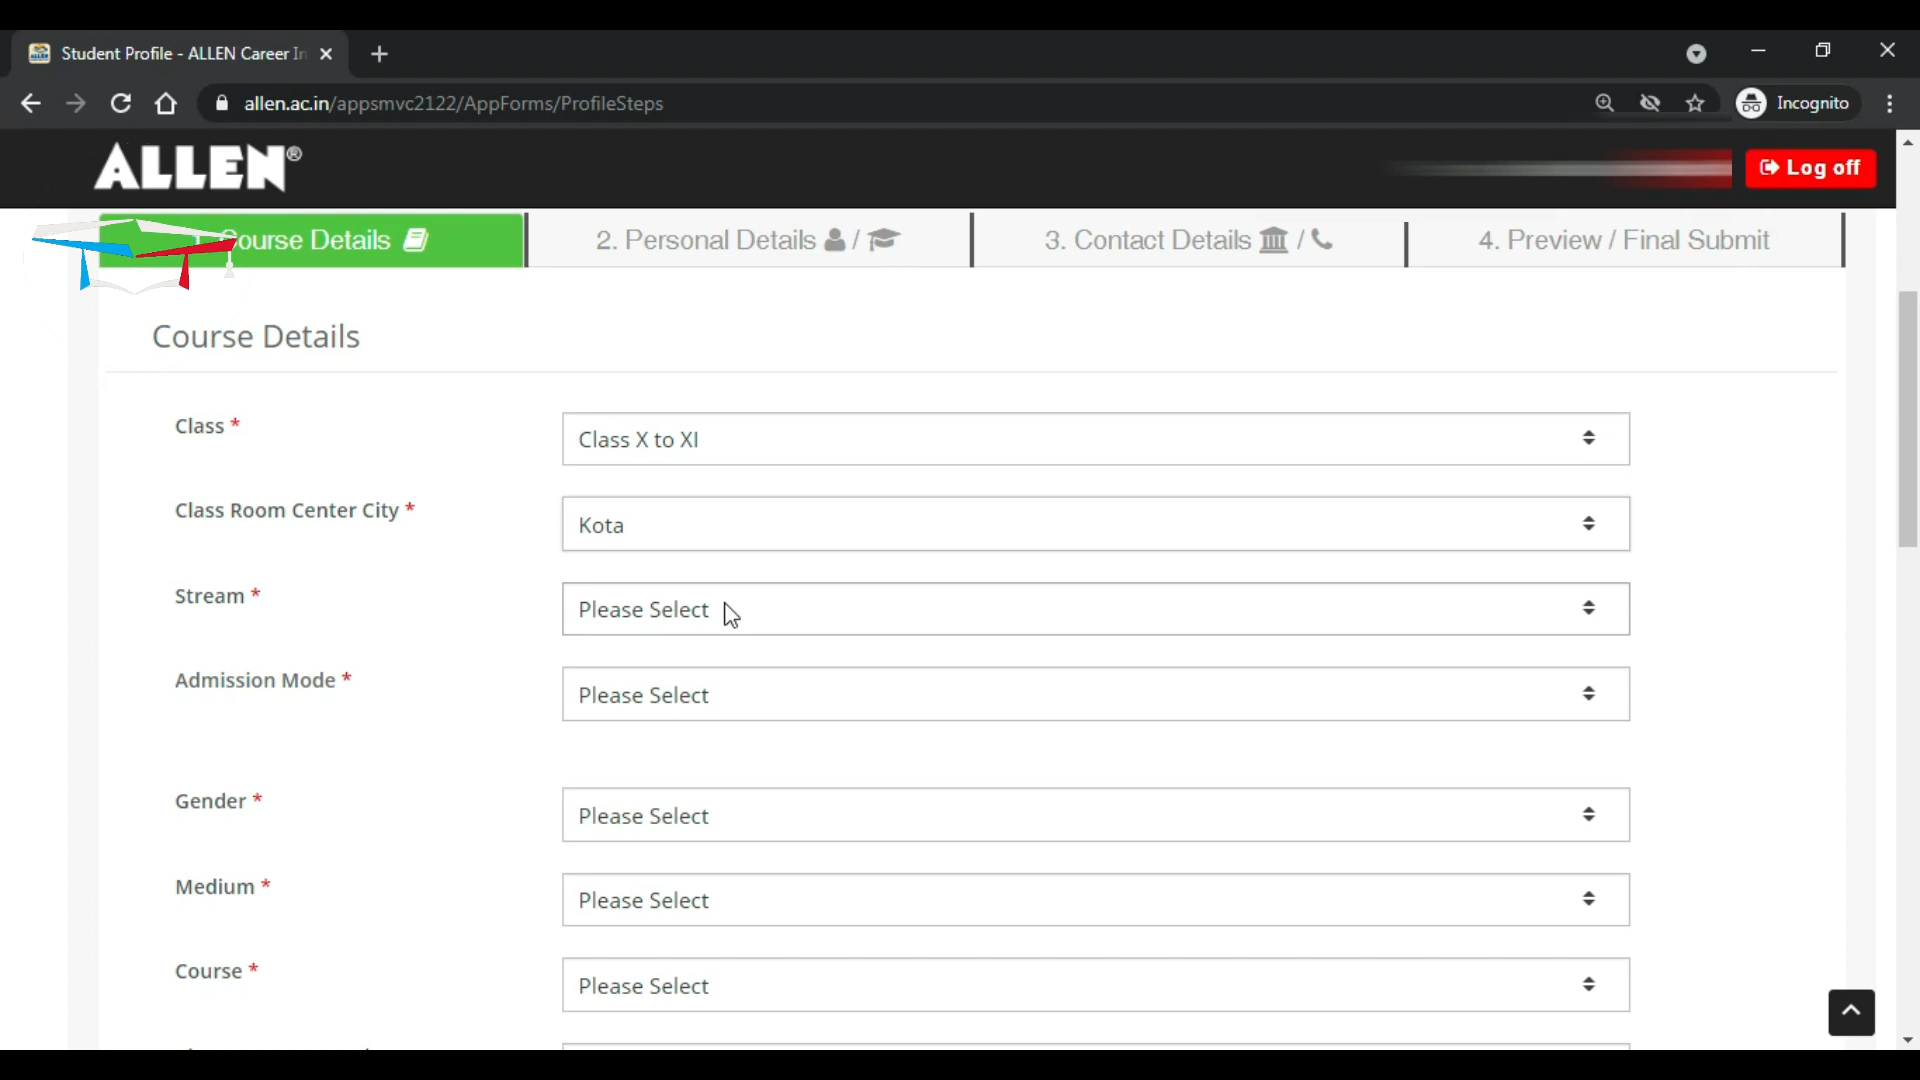 Student Profile - ALLEN Career In
allen.ac.in/appsmvc2122/AppForms/ProfileSteps
Incognito
ALLEN®
Log off
Course Details
2. Personal Details /
3. Contact Details /
4. Preview / Final Submit
Course Details
Class *
Class X to XI
Class Room Center City *
Kota
Stream *
Please Select
Admission Mode *
Please Select
Gender *
Please Select
Medium *
Please Select
Course *
Please Select